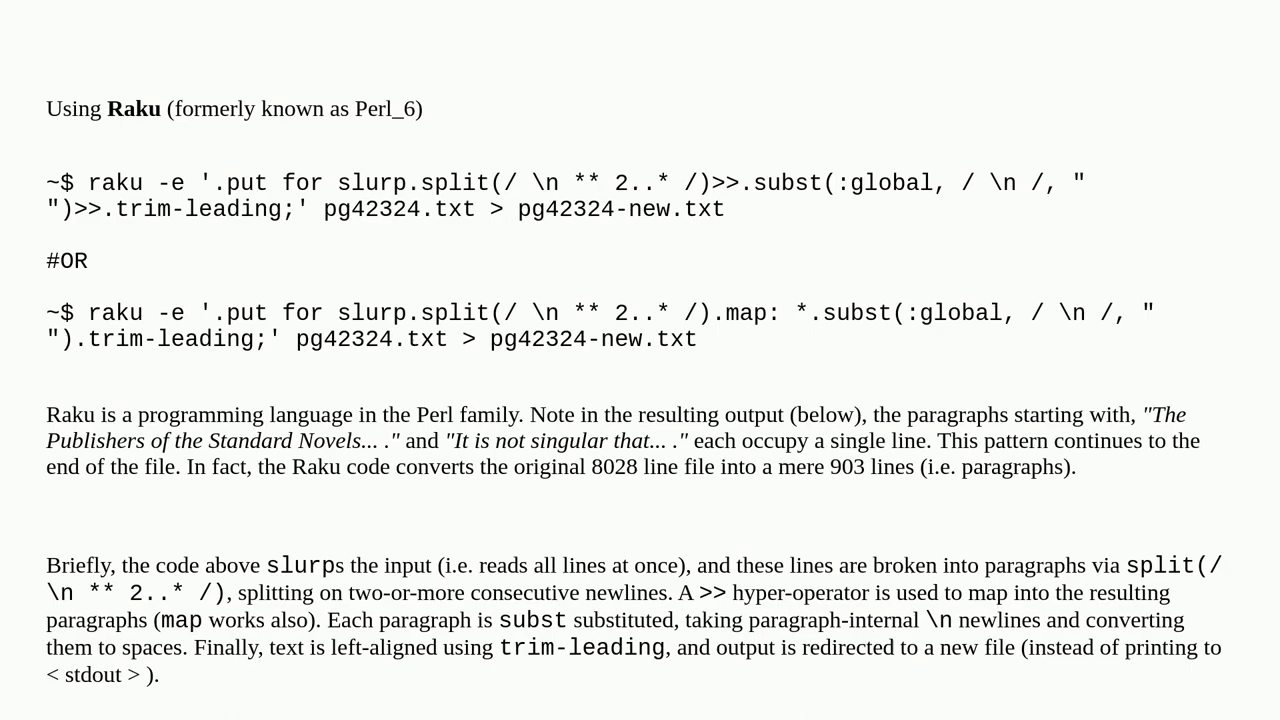 Using Raku (formerly known as Perl_6)
~$ raku -e '.put for slurp.split(/ \n ** 2..* /)>>.subst(:global, / \n /, "
")>>.trim-leading;' pg42324.txt > pg42324-new.txt
#OR
~$ raku -e '.put for slurp.split(/ \n ** 2..* /).map: *.subst(:global, / \n /, "
").trim-leading;' pg42324.txt > pg42324-new.txt
Raku is a programming language in the Perl family. Note in the resulting output (below), the paragraphs starting with, "The
Publishers of the Standard Novels... ." and "It is not singular that... ." each occupy a single line. This pattern continues to the
end of the file. In fact, the Raku code converts the original 8028 line file into a mere 903 lines (i.e. paragraphs).
Briefly, the code above slurps the input (i.e. reads all lines at once), and these lines are broken into paragraphs via split(/
\n ** 2..* /), splitting on two-or-more consecutive newlines. A >> hyper-operator is used to map into the resulting
paragraphs (map works also). Each paragraph is subst substituted, taking paragraph-internal \n newlines and converting
them to spaces. Finally, text is left-aligned using trim-leading, and output is redirected to a new file (instead of printing to
< stdout > ).